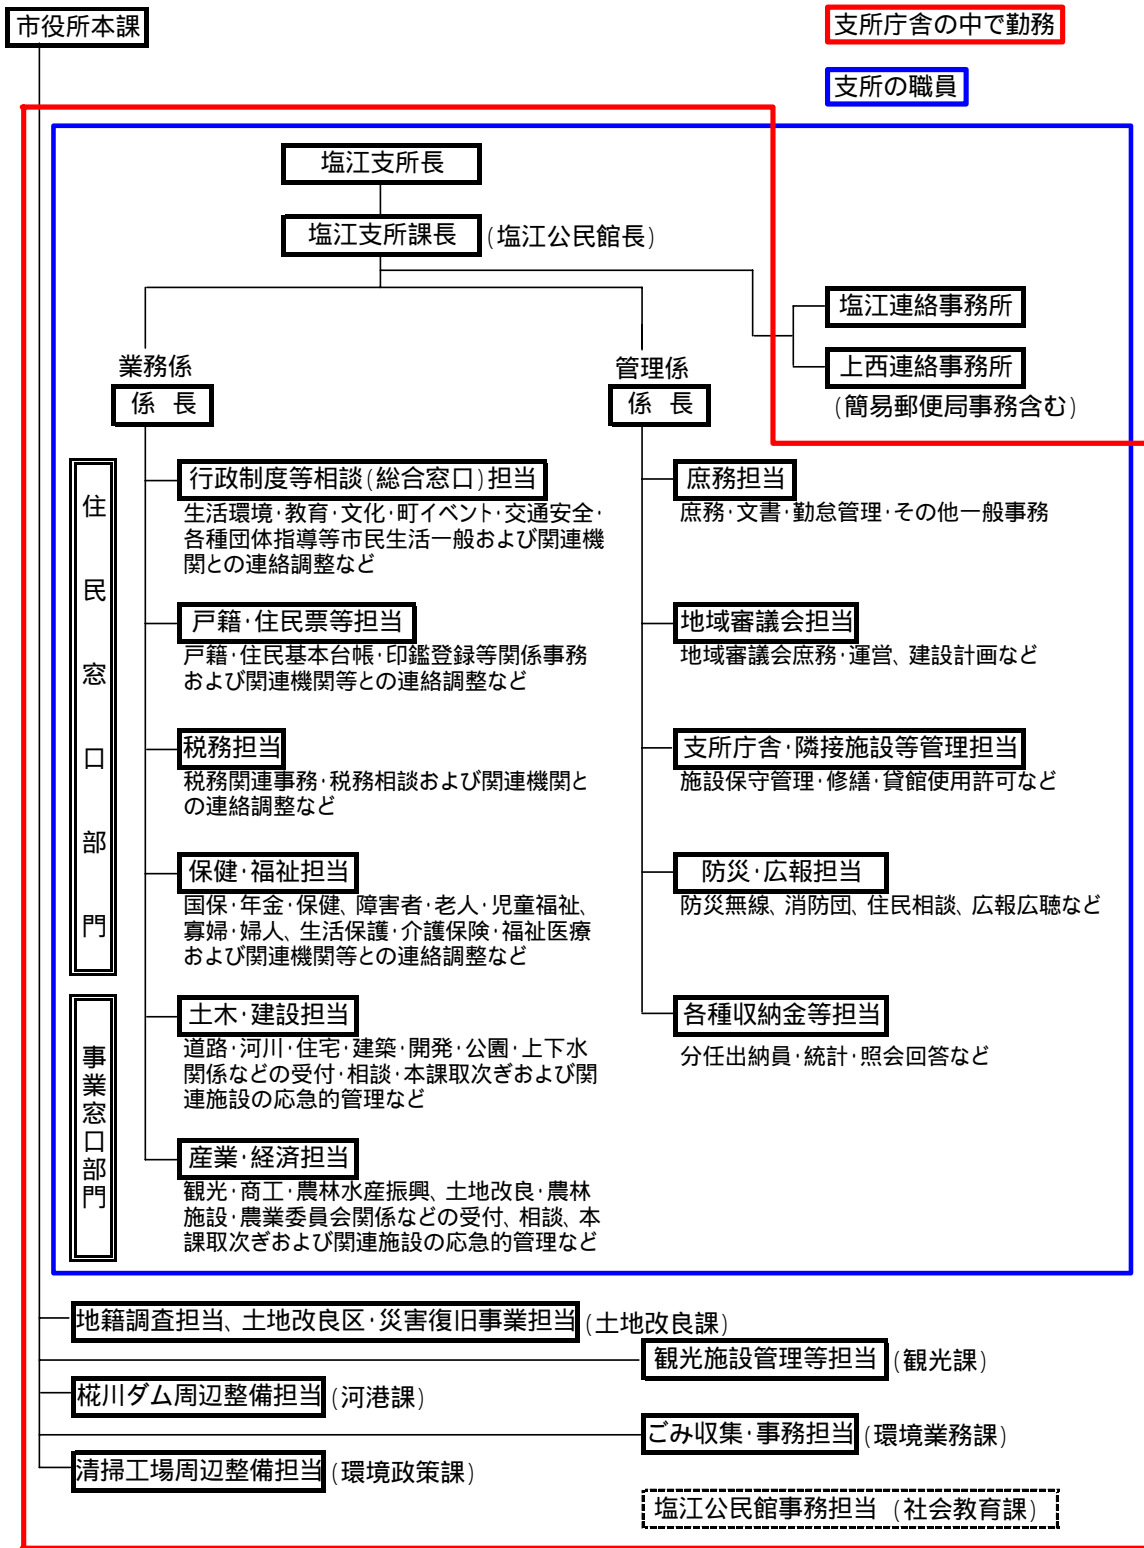 市役所本課
支所庁舎の中で勤務
支所の職員
塩江支所長
塩江支所課長 (塩江公民館長)
塩江連絡事務所
上西連絡事務所
(簡易郵便局事務含む)
業務係
係 長
管理係
係 長
住民窓口部門
行政制度等相談(総合窓口)担当
生活環境・教育・文化・町イベント・交通安全・
各種団体指導等市民生活一般および関連機
関との連絡調整など
戸籍・住民票等担当
戸籍・住民基本台帳・印鑑登録等関係事務
および関連機関等との連絡調整など
税務担当
税務関連事務・税務相談および関連機関と
の連絡調整など
保健・福祉担当
国保・年金・保健、障害者・老人・児童福祉、
寡婦・婦人、生活保護・介護保険・福祉医療
および関連機関等との連絡調整など
事業窓口部門
土木・建設担当
道路・河川・住宅・建築・開発・公園・上下水
関係などの受付・相談・本課取次ぎおよび関
連施設の応急的管理など
産業・経済担当
観光・商工・農林水産振興、土地改良・農林
施設・農業委員会関係などの受付、相談、本
課取次ぎおよび関連施設の応急的管理など
庶務担当
庶務・文書・勤怠管理・その他一般事務
地域審議会担当
地域審議会庶務・運営、建設計画など
支所庁舎・隣接施設等管理担当
施設保守管理・修繕・貸館使用許可など
防災・広報担当
防災無線、消防団、住民相談、広報広聴など
各種収納金等担当
分任出納員・統計・照会回答など
地籍調査担当、土地改良区・災害復旧事業担当 (土地改良課)
観光施設管理等担当 (観光課)
椛川ダム周辺整備担当 (河港課)
ごみ収集・事務担当 (環境業務課)
清掃工場周辺整備担当 (環境政策課)
塩江公民館事務担当 (社会教育課)